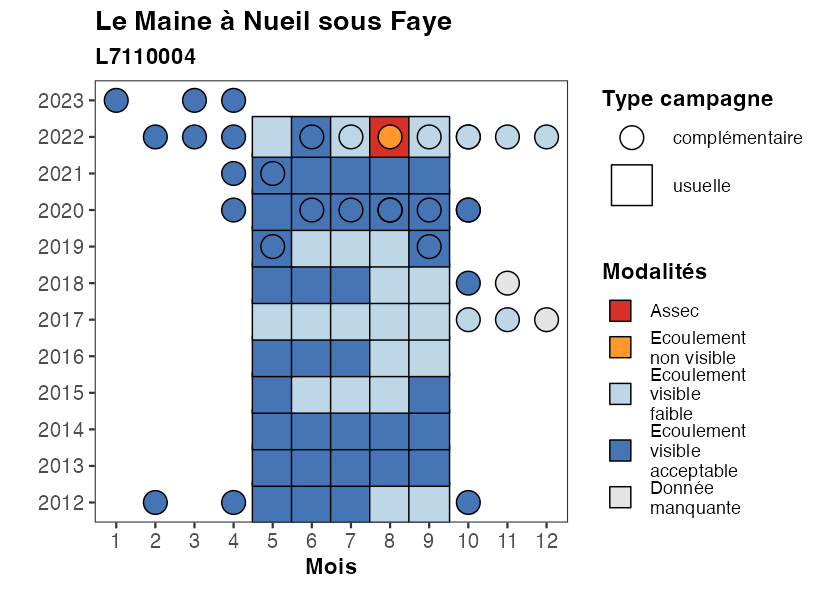 Le Maine à Nueil sous Faye
L7110004
2023
2022
2021
2020
2019
2018
2017
2016
2015
2014
2013
2012
1 2 3 4 5 6 7 8 9 10 11 12
Mois
Type campagne
complémentaire
usuelle
Modalités
Assec
Ecoulement
non visible
Ecoulement
visible
faible
Ecoulement
visible
acceptable
Donnée
manquante